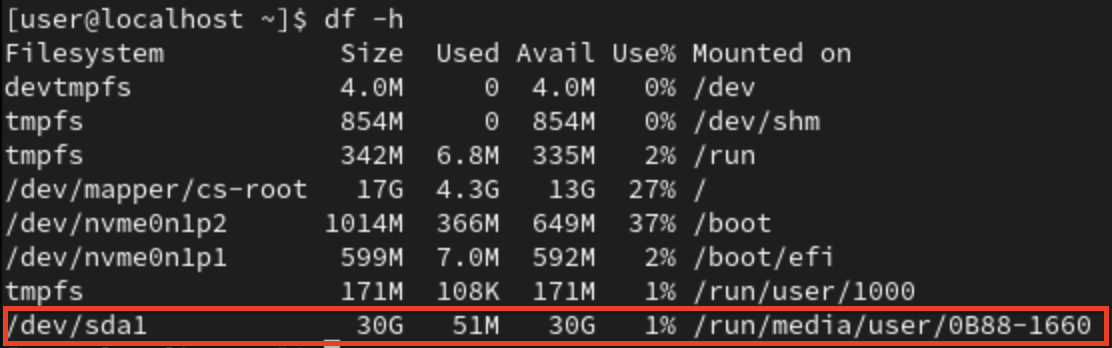 [user@localhost ~]$ df -h
Filesystem           Size  Used Avail Use% Mounted on
devtmpfs             4.0M     0  4.0M   0% /dev
tmpfs                854M     0  854M   0% /dev/shm
tmpfs                342M  6.8M  335M   2% /run
/dev/mapper/cs-root   17G  4.3G   13G  27% /
/dev/nvme0n1p2      1014M  366M  649M  37% /boot
/dev/nvme0n1p1       599M  7.0M  592M   2% /boot/efi
tmpfs                171M  108K  171M   1% /run/user/1000
/dev/sda1             30G   51M   30G   1% /run/media/user/0B88-1660